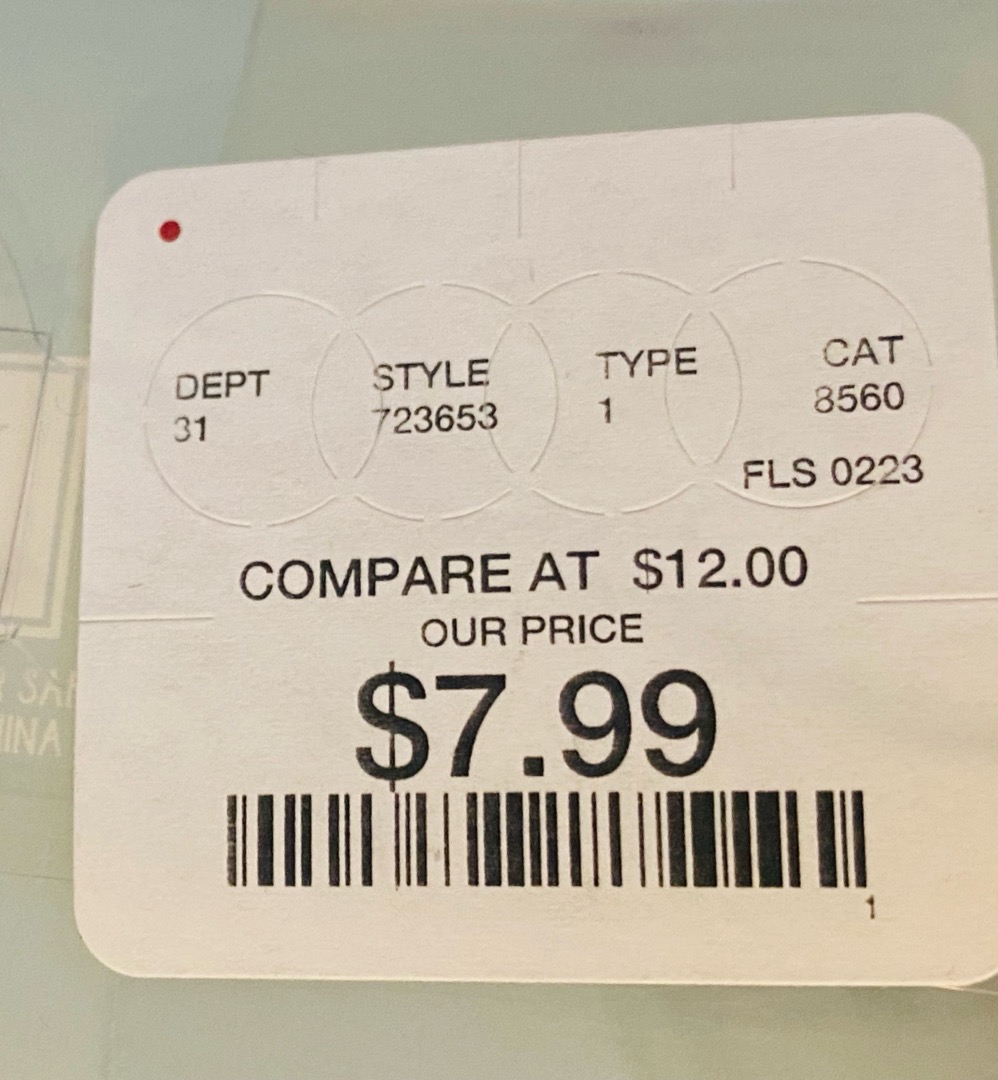 DEPT STYLE TYPE CAT
31 723653 1 8560
FLS 0223
COMPARE AT $12.00
OUR PRICE
$7.99
1